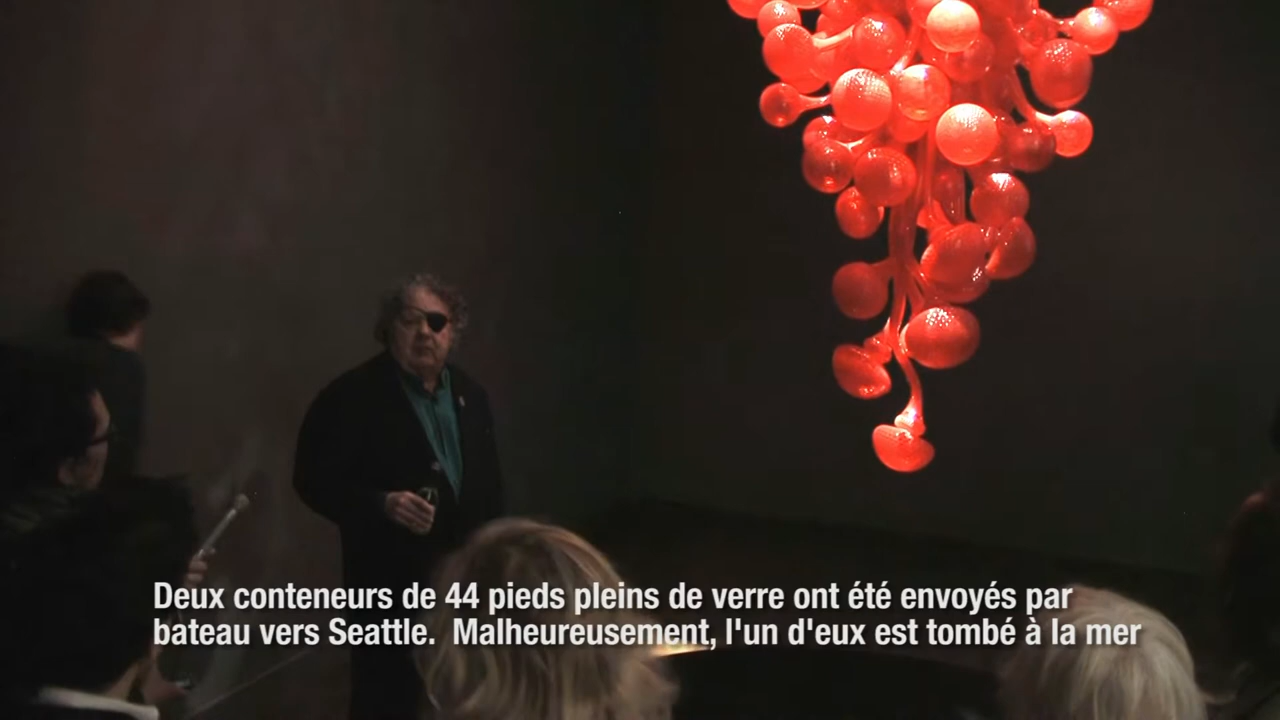 Deux conteneurs de 44 pieds pleins de verre ont été envoyés par
bateau vers Seattle.  Malheureusement, l'un d'eux est tombé à la mer